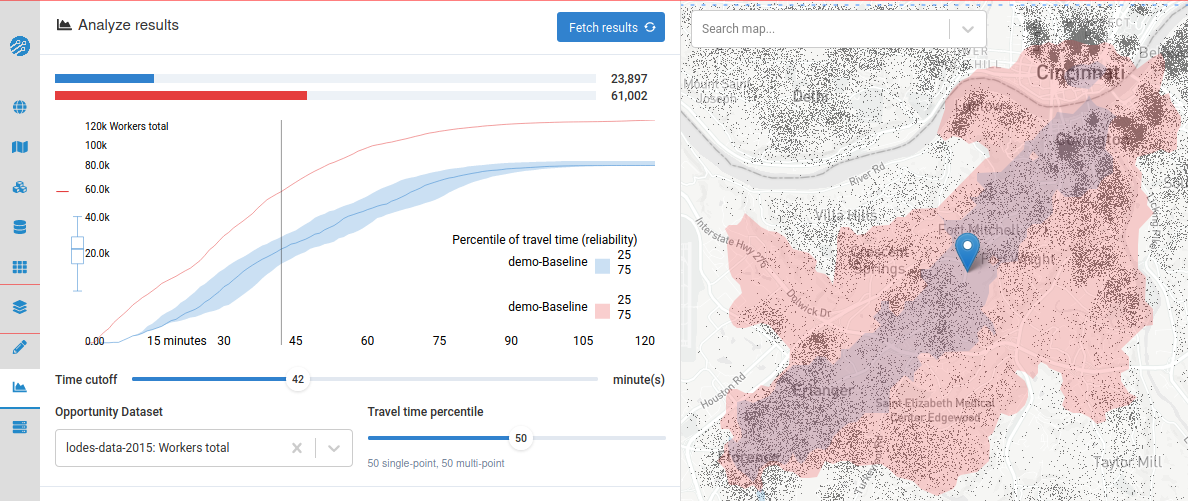 Analyze results
Fetch results
23,897
61,002
120k Workers total
100k
80.0k
60.0k
40.0k
20.0k
0.00
15 minutes 30 45 60 75 90 105 120
Percentile of travel time (reliability)
demo-Baseline
25
75
demo-Baseline
25
75
Time cutoff
42
minute(s)
Opportunity Dataset
lodes-data-2015: Workers total
Travel time percentile
50
50 single-point, 50 multi-point
Search map...
Cincinnati
Mount Saint
Joseph
Delhi
River Rd
Villa Hills
Interstate Hwy 275
Fort Mitchell
Crescent
Springs
Dolwick Dr
Houston Rd
Erlanger
Saint Elizabeth Medical
Center Edgewood
Florence
Taylor Mill